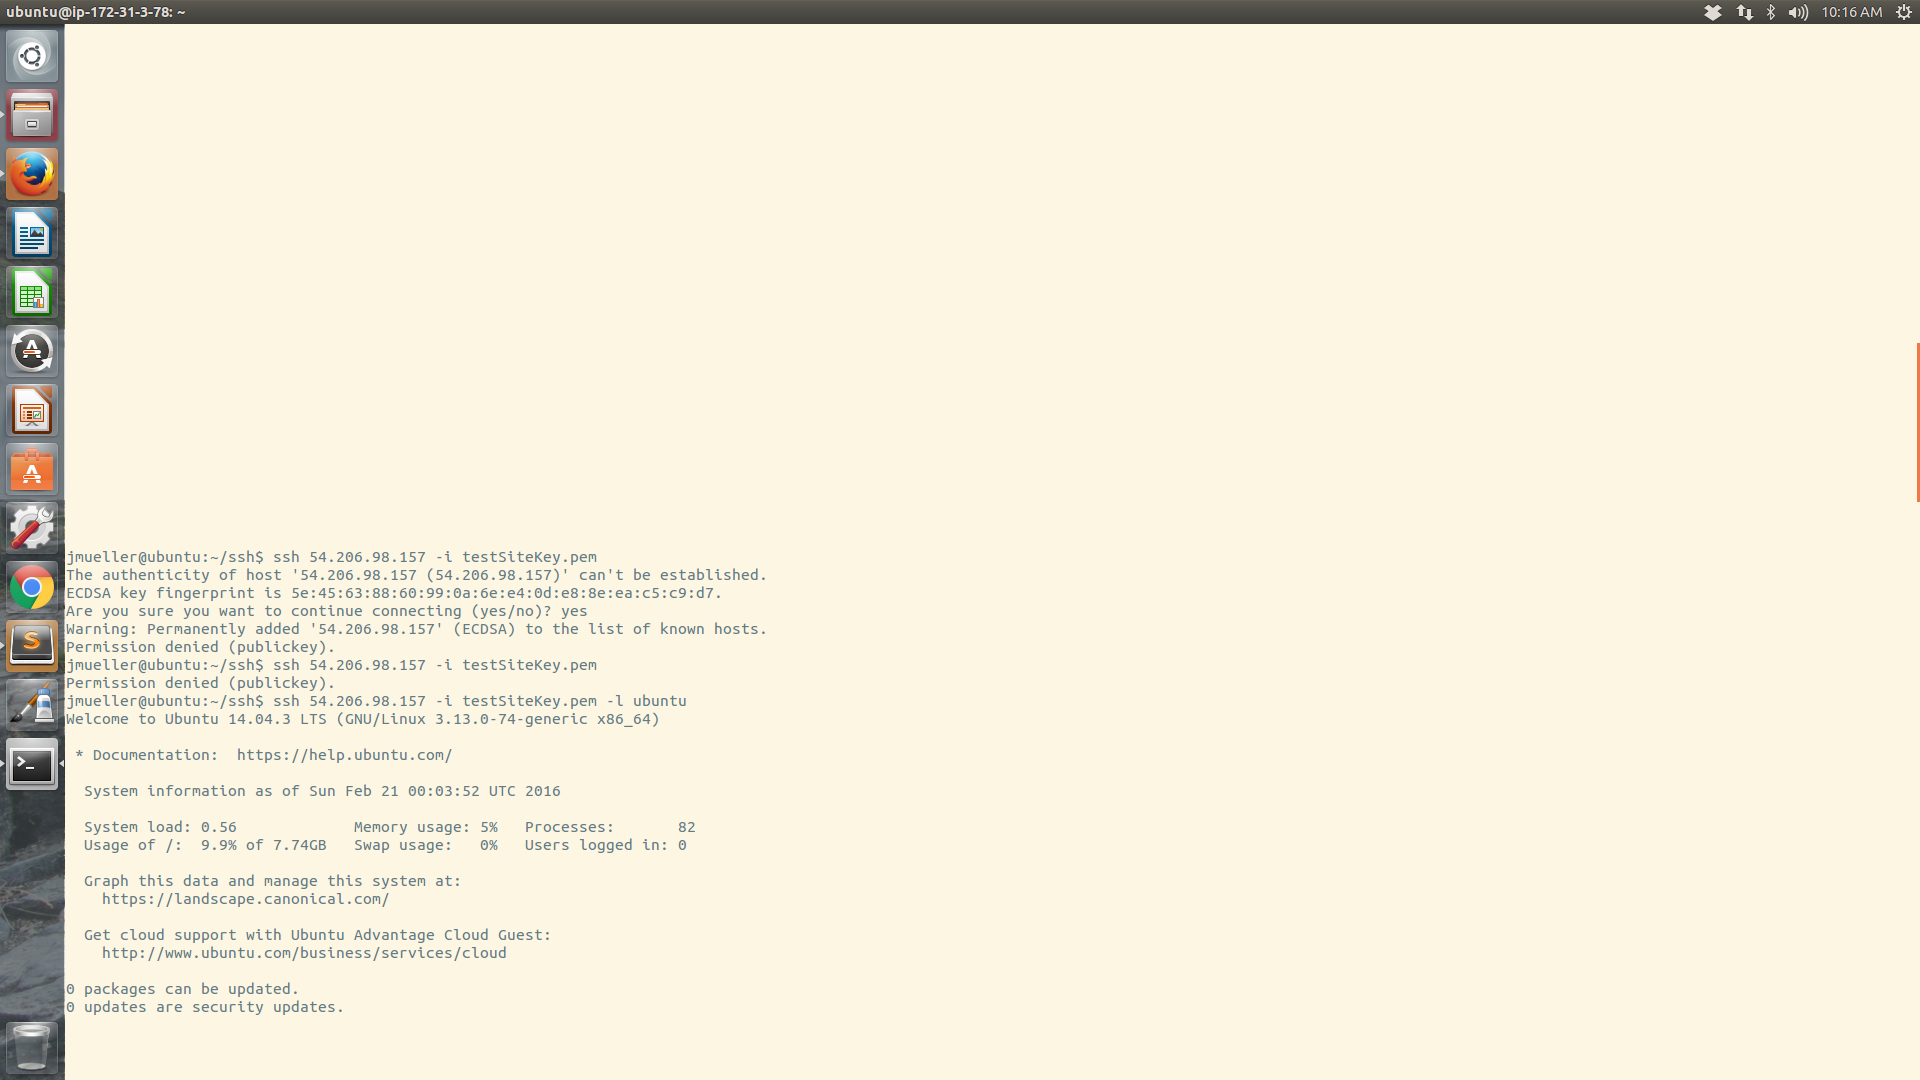 ubuntu@ip-172-31-3-78: ~
10:16 AM
jmueller@ubuntu:~/ssh$ ssh 54.206.98.157 -i testSiteKey.pem
The authenticity of host '54.206.98.157 (54.206.98.157)' can't be established.
ECDSA key fingerprint is 5e:45:63:88:60:99:0a:6e:e4:0d:e8:8e:ea:c5:c9:d7.
Are you sure you want to continue connecting (yes/no)? yes
Warning: Permanently added '54.206.98.157' (ECDSA) to the list of known hosts.
Permission denied (publickey).
jmueller@ubuntu:~/ssh$ ssh 54.206.98.157 -i testSiteKey.pem
Permission denied (publickey).
jmueller@ubuntu:~/ssh$ ssh 54.206.98.157 -i testSiteKey.pem -l ubuntu
Welcome to Ubuntu 14.04.3 LTS (GNU/Linux 3.13.0-74-generic x86_64)
* Documentation:  https://help.ubuntu.com/
System information as of Sun Feb 21 00:03:52 UTC 2016
System load: 0.56             Memory usage: 5%   Processes:       82
Usage of /:  9.9% of 7.74GB   Swap usage:   0%   Users logged in: 0
Graph this data and manage this system at:
https://landscape.canonical.com/
Get cloud support with Ubuntu Advantage Cloud Guest:
http://www.ubuntu.com/business/services/cloud
0 packages can be updated.
0 updates are security updates.